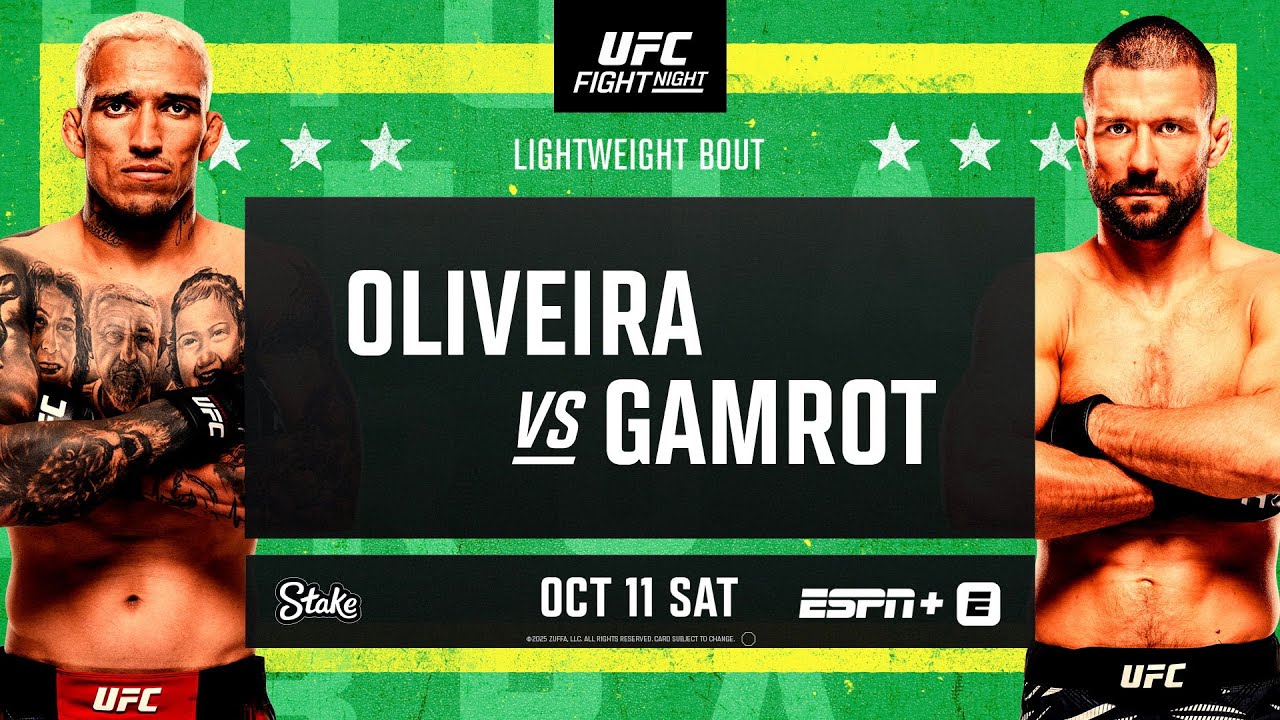 UFC
FIGHT NIGHT
LIGHTWEIGHT BOUT
OLIVEIRA
VS GAMROT
UFC
Stake
OCT 11 SAT
ESPN+ E
©2025 ZUFFA, LLC. ALL RIGHTS RESERVED. CARD SUBJECT TO CHANGE.
UFC
UFC